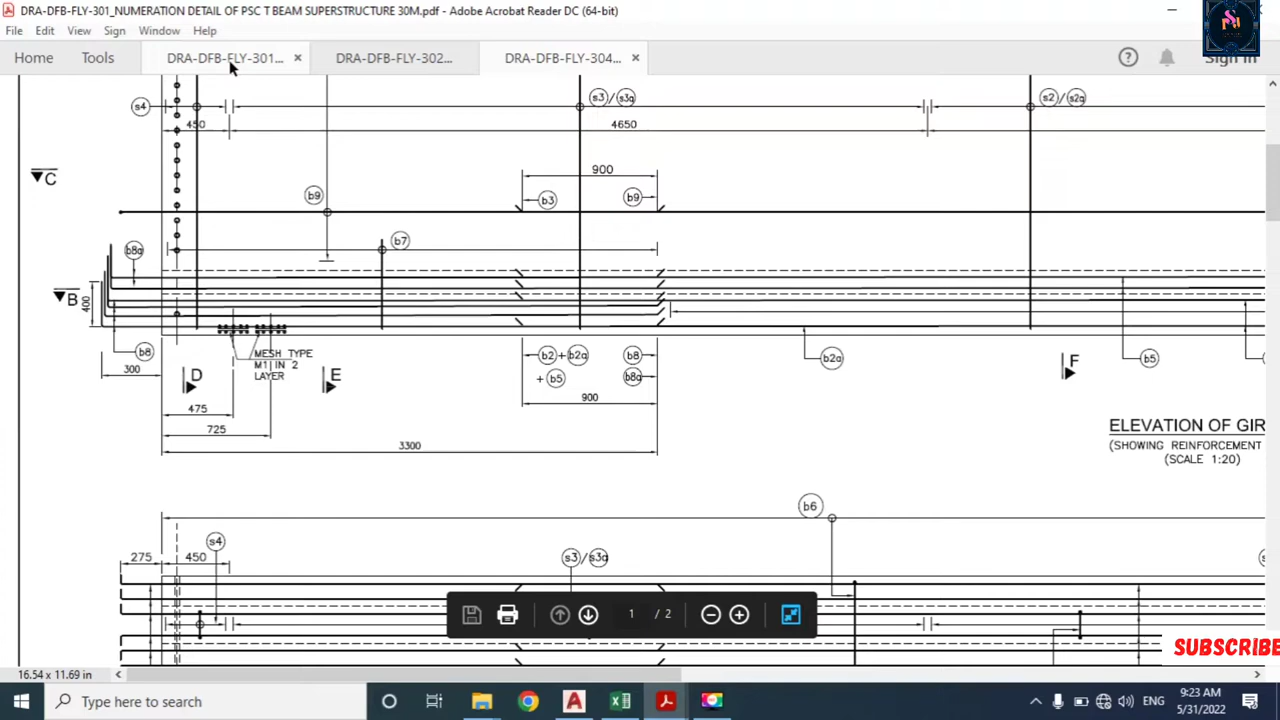 DRA-DFB-FLY-301_NUMERATION DETAIL OF PSC T BEAM SUPERSTRUCTURE 30M.pdf - Adobe Acrobat Reader DC (64-bit)
File Edit View Sign Window Help
Home Tools DRA-DFB-FLY-301... × DRA-DFB-FLY-302... DRA-DFB-FLY-304... × Sign In
s4 s3/s3a s2/s2a
450 4650
C
900
b9 b3 b9
b7
b8a
B
400
b8
300
MESH TYPE
M1 IN 2
LAYER
b2+b2a b8
+b5 b8a
b2a b5
D E F
475
900
725
3300
ELEVATION OF GIR
(SHOWING REINFORCEMENT
(SCALE 1:20)
b6
s4
275 450
s3/s3a
1 / 2
SUBSCRIBE
16.54 x 11.69 in
Type here to search
ENG
9:23 AM
5/31/2022